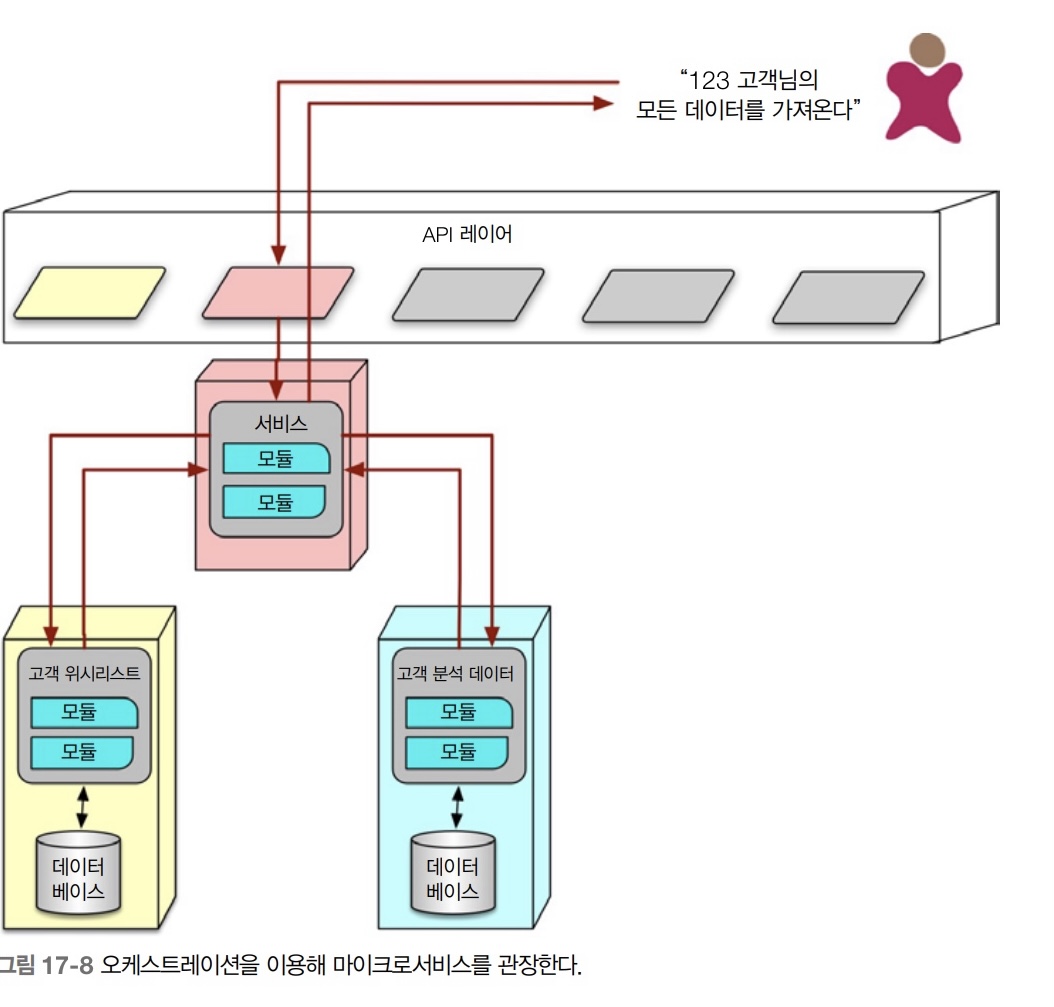 “123 고객님의
모든 데이터를 가져온다”
API 레이어
서비스
모듈
모듈
고객 위시리스트
모듈
모듈
데이터
베이스
고객 분석 데이터
모듈
모듈
데이터
베이스
그림 17-8 오케스트레이션을 이용해 마이크로서비스를 관장한다.